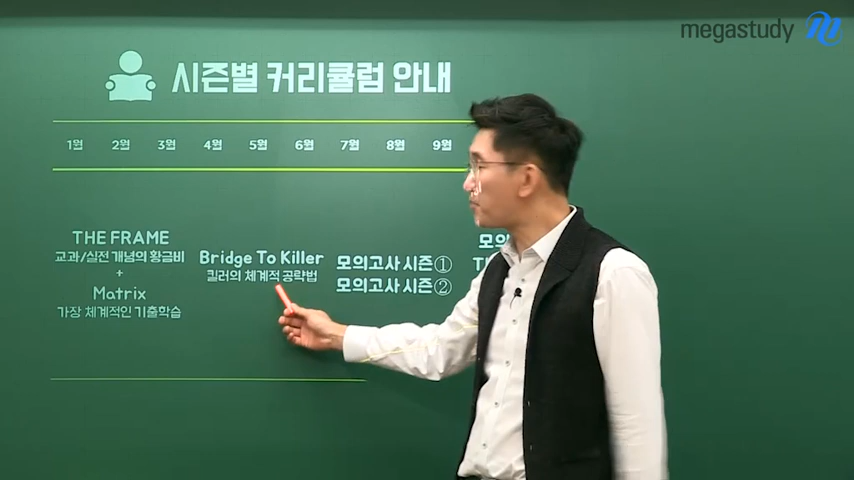 megastudy
시즌별 커리큘럼 안내
1월 2월 3월 4월 5월 6월 7월 8월 9월
THE FRAME
교과/실전 개념의 황금비
+
Matrix
가장 체계적인 기출학습
Bridge To Killer
킬러의 체계적 공략법
모의고사 시즌①
모의고사 시즌②
모의